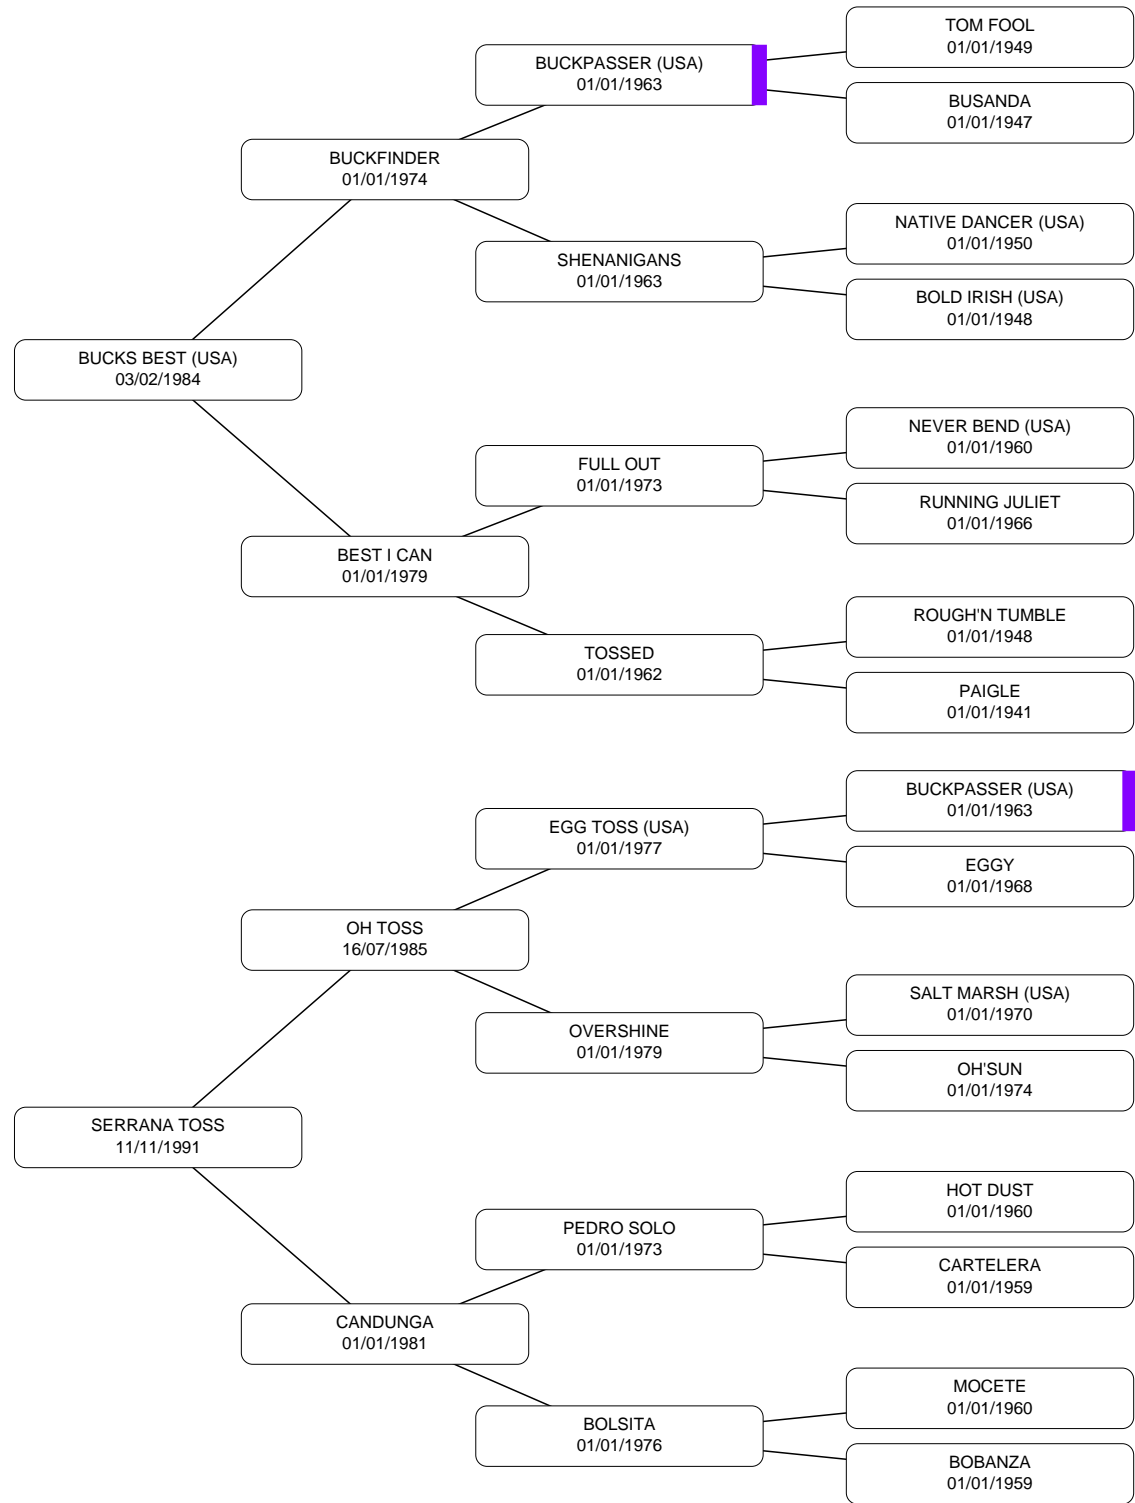 TOM FOOL
01/01/1949
BUCKPASSER (USA)
01/01/1963
BUSANDA
01/01/1947
BUCKFINDER
01/01/1974
NATIVE DANCER (USA)
01/01/1950
SHENANIGANS
01/01/1963
BOLD IRISH (USA)
01/01/1948
BUCKS BEST (USA)
03/02/1984
NEVER BEND (USA)
01/01/1960
FULL OUT
01/01/1973
RUNNING JULIET
01/01/1966
BEST I CAN
01/01/1979
ROUGH'N TUMBLE
01/01/1948
TOSSED
01/01/1962
PAIGLE
01/01/1941
BUCKPASSER (USA)
01/01/1963
EGG TOSS (USA)
01/01/1977
EGGY
01/01/1968
OH TOSS
16/07/1985
SALT MARSH (USA)
01/01/1970
OVERSHINE
01/01/1979
OH'SUN
01/01/1974
SERRANA TOSS
11/11/1991
HOT DUST
01/01/1960
PEDRO SOLO
01/01/1973
CARTELERA
01/01/1959
CANDUNGA
01/01/1981
MOCETE
01/01/1960
BOLSITA
01/01/1976
BOBANZA
01/01/1959